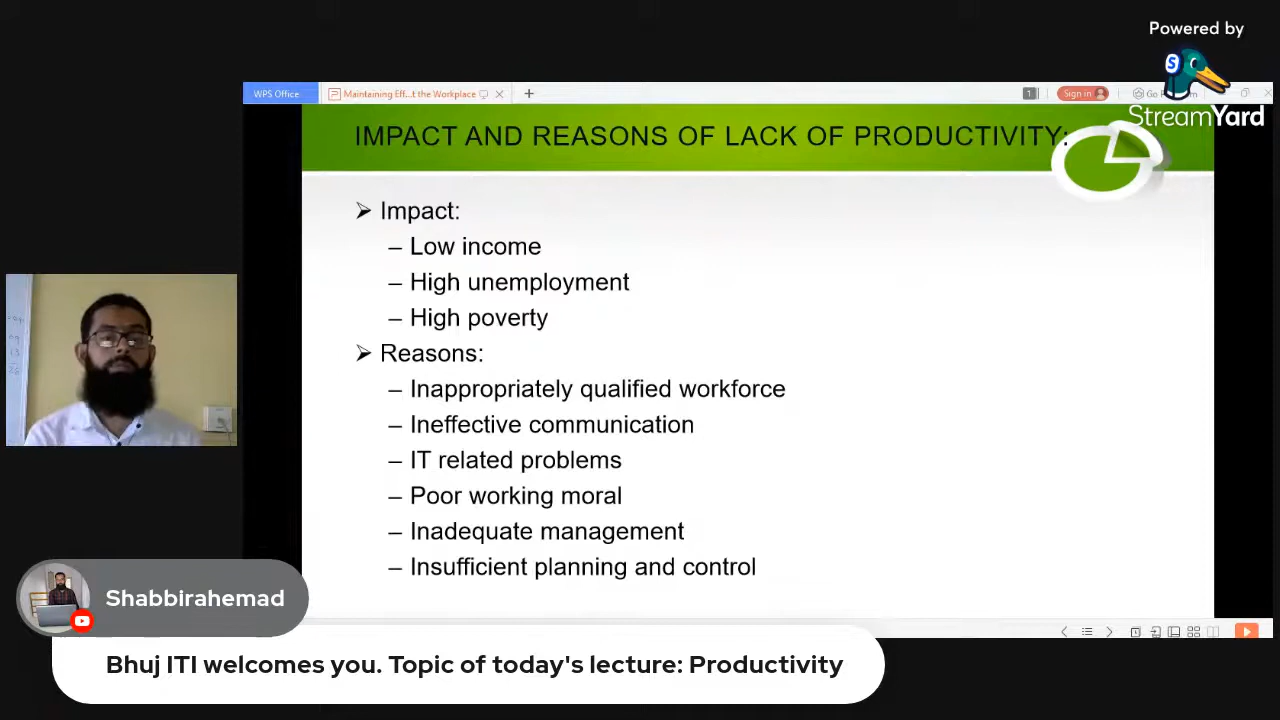 Powered by
StreamYard
WPS Office
Maintaining Eff...t the Workplace
1
Sign in
Go
IMPACT AND REASONS OF LACK OF PRODUCTIVITY:
Impact:
– Low income
– High unemployment
– High poverty
Reasons:
– Inappropriately qualified workforce
– Ineffective communication
– IT related problems
– Poor working moral
– Inadequate management
– Insufficient planning and control
Shabbirahemad
Bhuj ITI welcomes you. Topic of today's lecture: Productivity